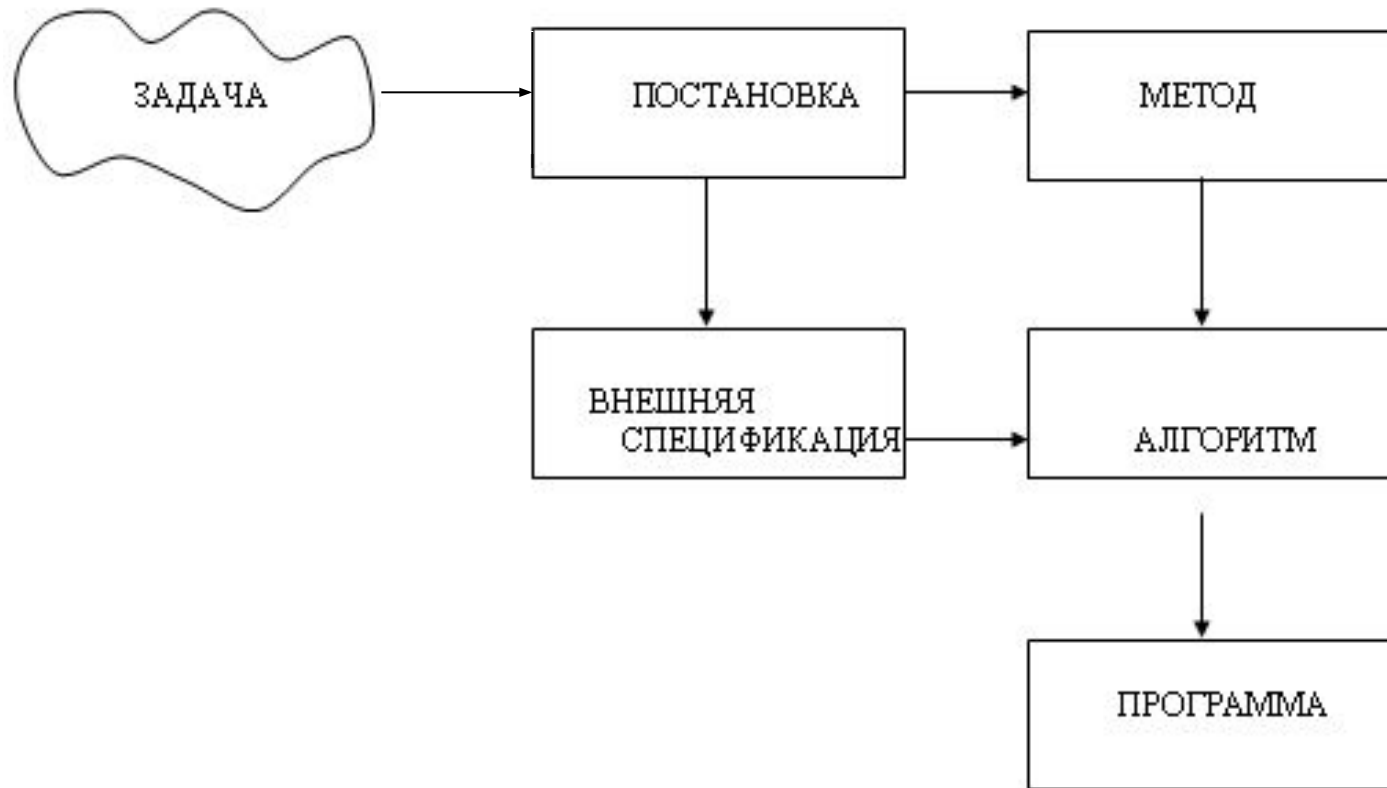 ЗАДАЧА
ПОСТАНОВКА
МЕТОД
ВНЕШНЯЯ
СПЕЦИФИКАЦИЯ
АЛГОРИТМ
ПРОГРАММА